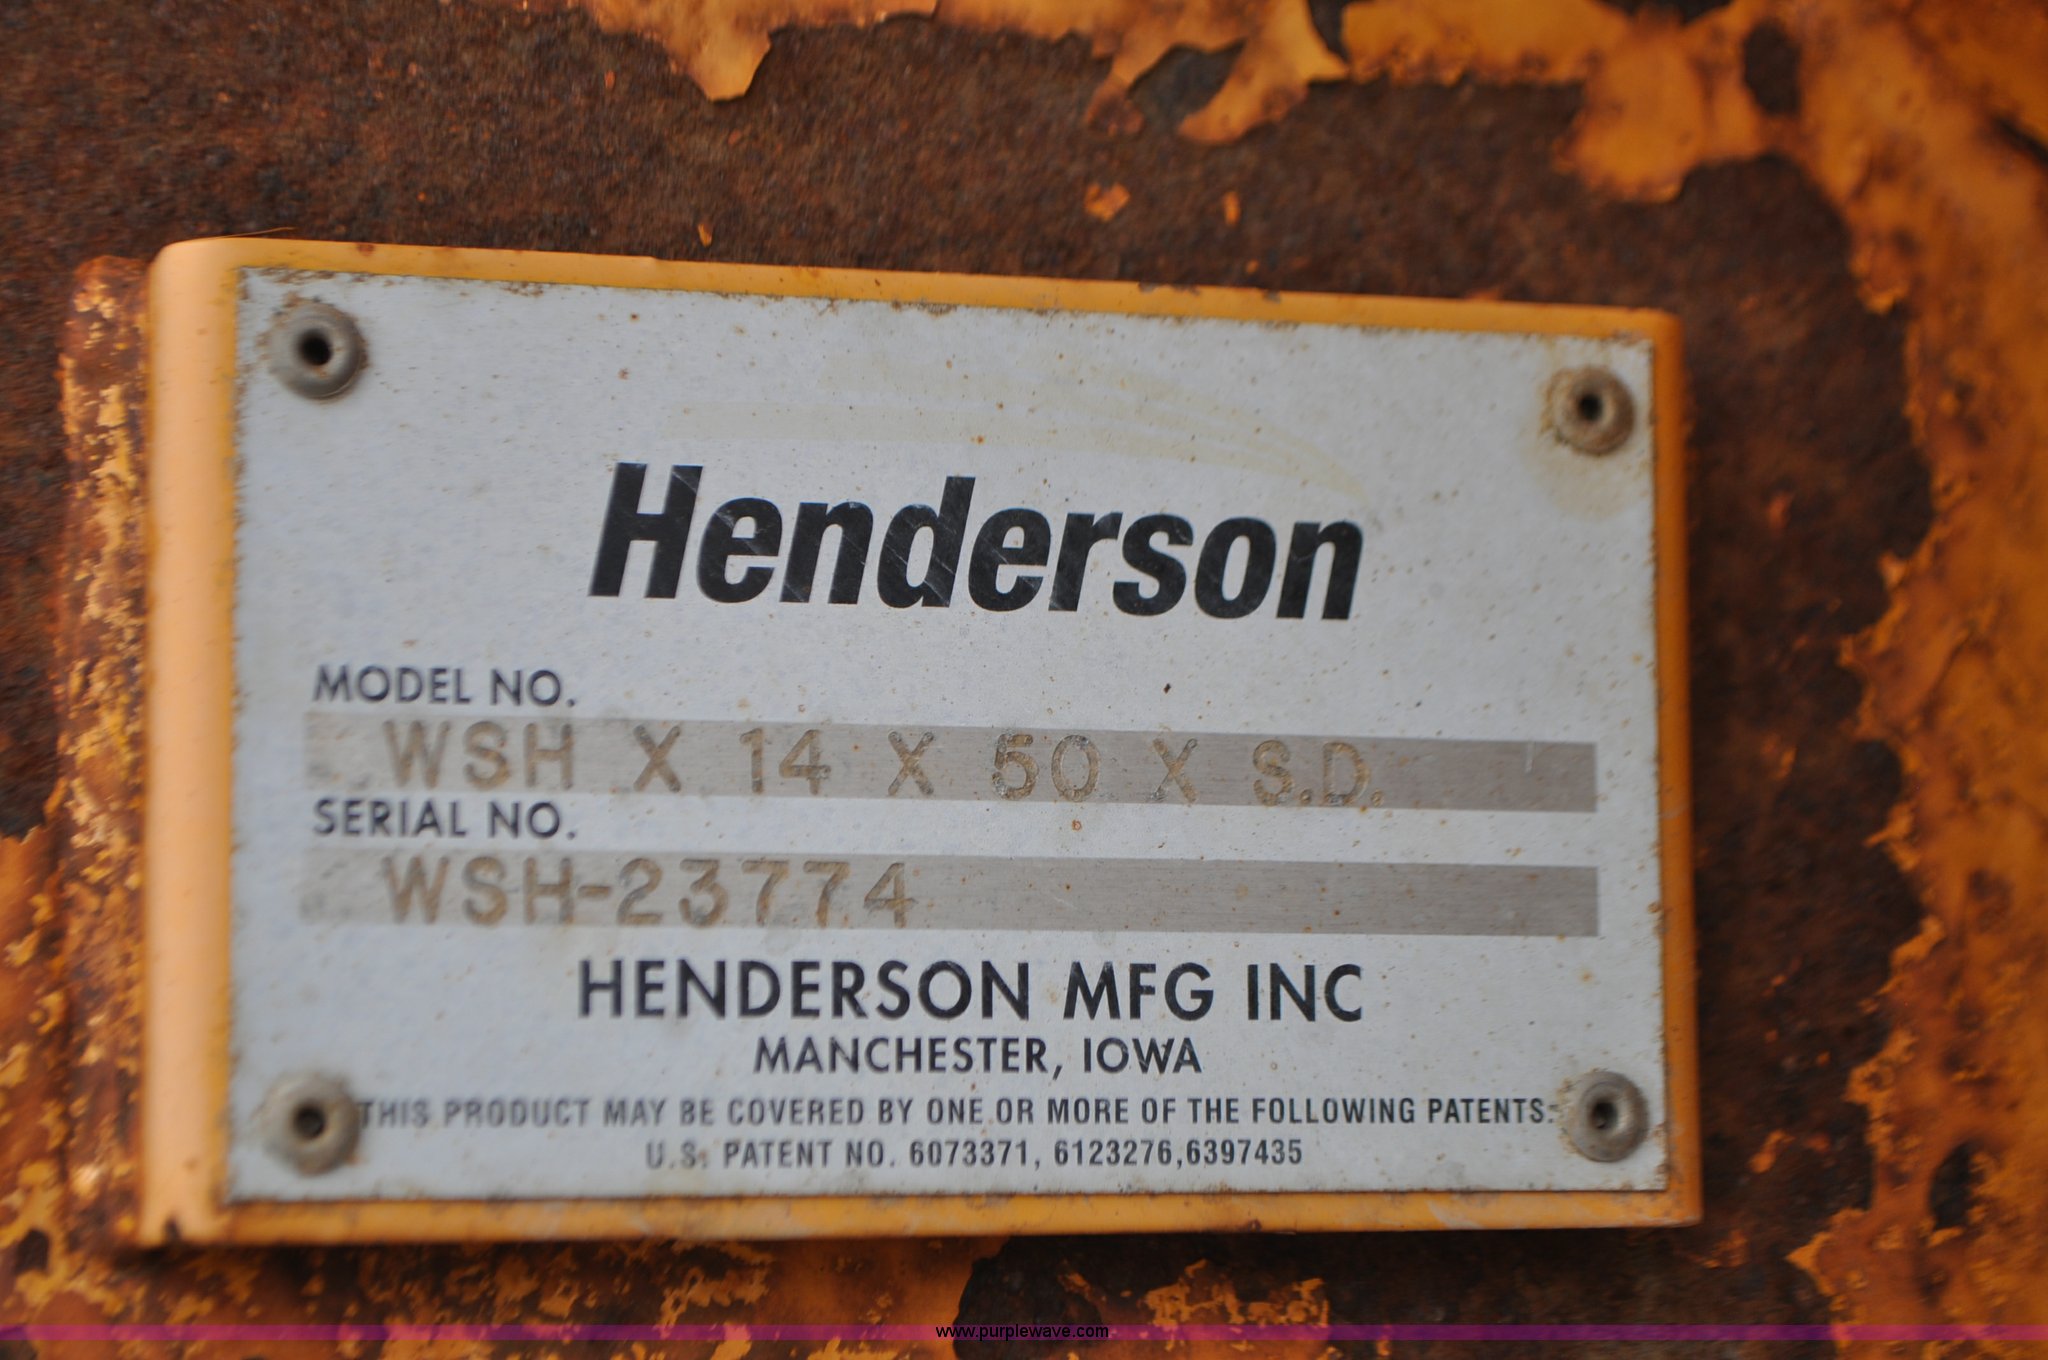 Henderson
MODEL NO.
WSH X 14 X 50 X S.D.
SERIAL NO.
WSH-23774
HENDERSON MFG INC
MANCHESTER, IOWA
THIS PRODUCT MAY BE COVERED BY ONE OR MORE OF THE FOLLOWING PATENTS:
U.S. PATENT NO. 6073371, 6123276,6397435
www.purplewave.com